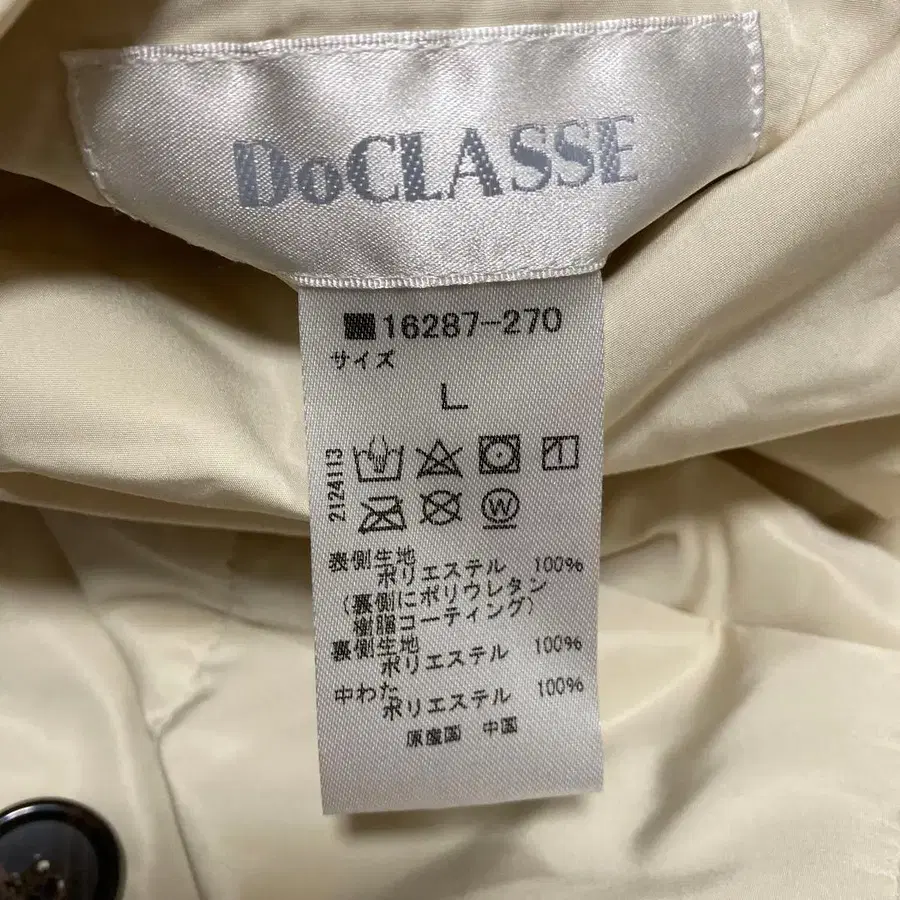 DoCLASSE
■16287-270
サイズ
L
2124113
W
表側生地
ポリエステル 100%
(裏側にポリウレタン
樹脂コーティング)
裏側生地
ポリエステル 100%
中わた
ポリエステル 100%
原産国 中国